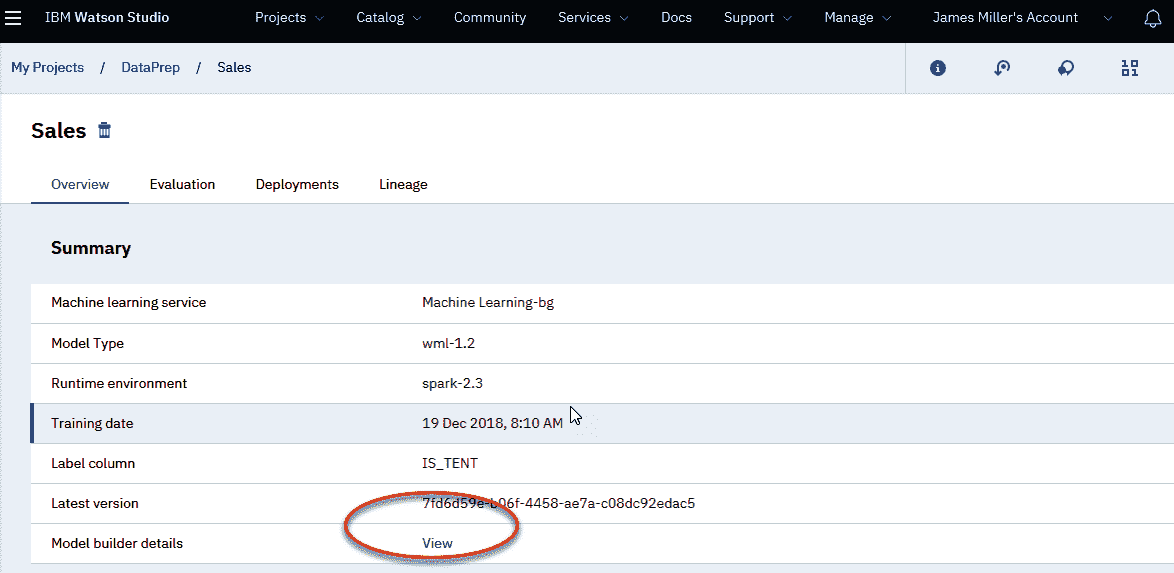 IBM Watson Studio Projects Catalog Community Services Docs Support Manage James Miller's Account
My Projects / DataPrep / Sales
Sales
Overview Evaluation Deployments Lineage
Summary
Machine learning service Machine Learning-bg
Model Type wml-1.2
Runtime environment spark-2.3
Training date 19 Dec 2018, 8:10 AM
Label column IS_TENT
Latest version 7fd6d59e-b06f-4458-ae7a-c08dc92edac5
Model builder details View